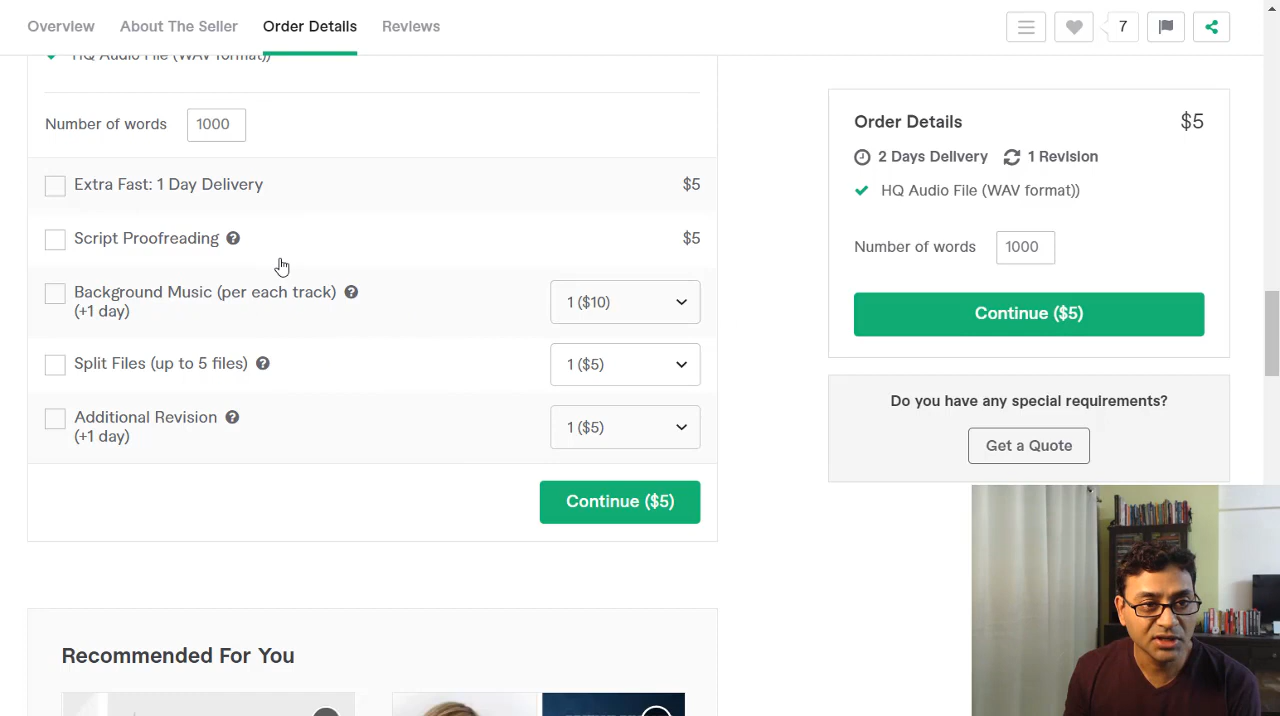 Overview About The Seller Order Details Reviews
7
HQ Audio File (WAV format))
Number of words 1000
Extra Fast: 1 Day Delivery $5
Script Proofreading $5
Background Music (per each track)
(+1 day)
1 ($10)
Split Files (up to 5 files) 1 ($5)
Additional Revision
(+1 day)
1 ($5)
Continue ($5)
Recommended For You
Order Details $5
2 Days Delivery 1 Revision
HQ Audio File (WAV format))
Number of words 1000
Continue ($5)
Do you have any special requirements?
Get a Quote